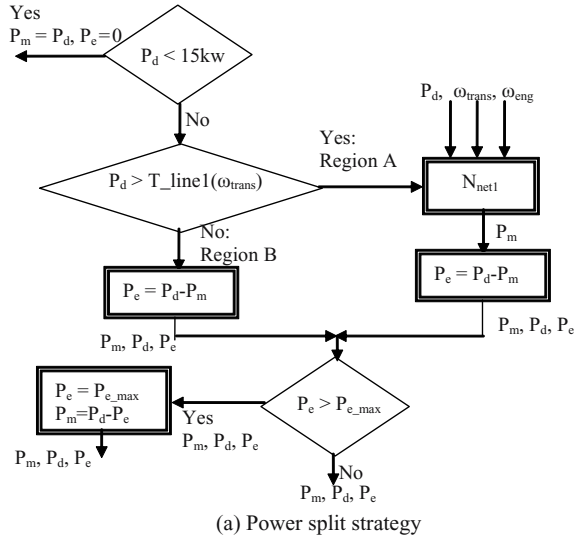 Yes
P_m = P_d, P_e=0
P_d < 15kw
No
P_d, ω_trans, ω_eng
Yes:
Region A
P_d > T_line1(ω_trans)
N_net1
No:
Region B
P_m
P_e = P_d-P_m
P_e = P_d-P_m
P_m, P_d, P_e
P_m, P_d, P_e
P_e = P_e_max
P_m=P_d-P_e
P_e > P_e_max
Yes
P_m, P_d, P_e
P_m, P_d, P_e
No
P_m, P_d, P_e
(a) Power split strategy